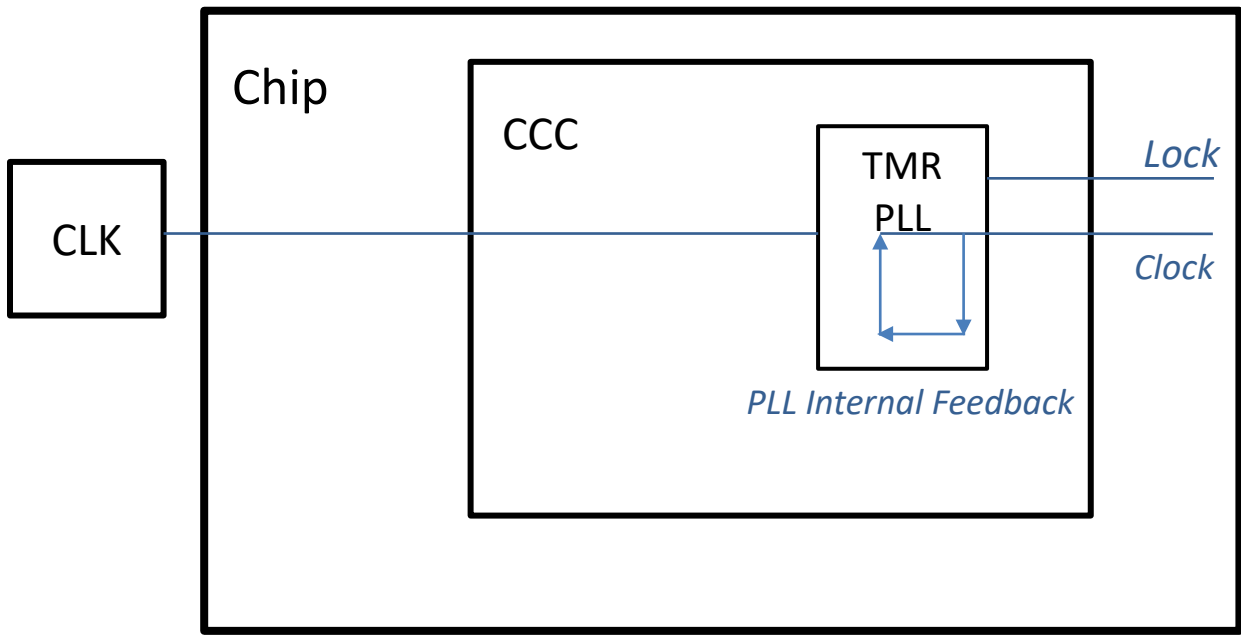 Chip
CCC
TMR
PLL
Lock
CLK
Clock
PLL Internal Feedback